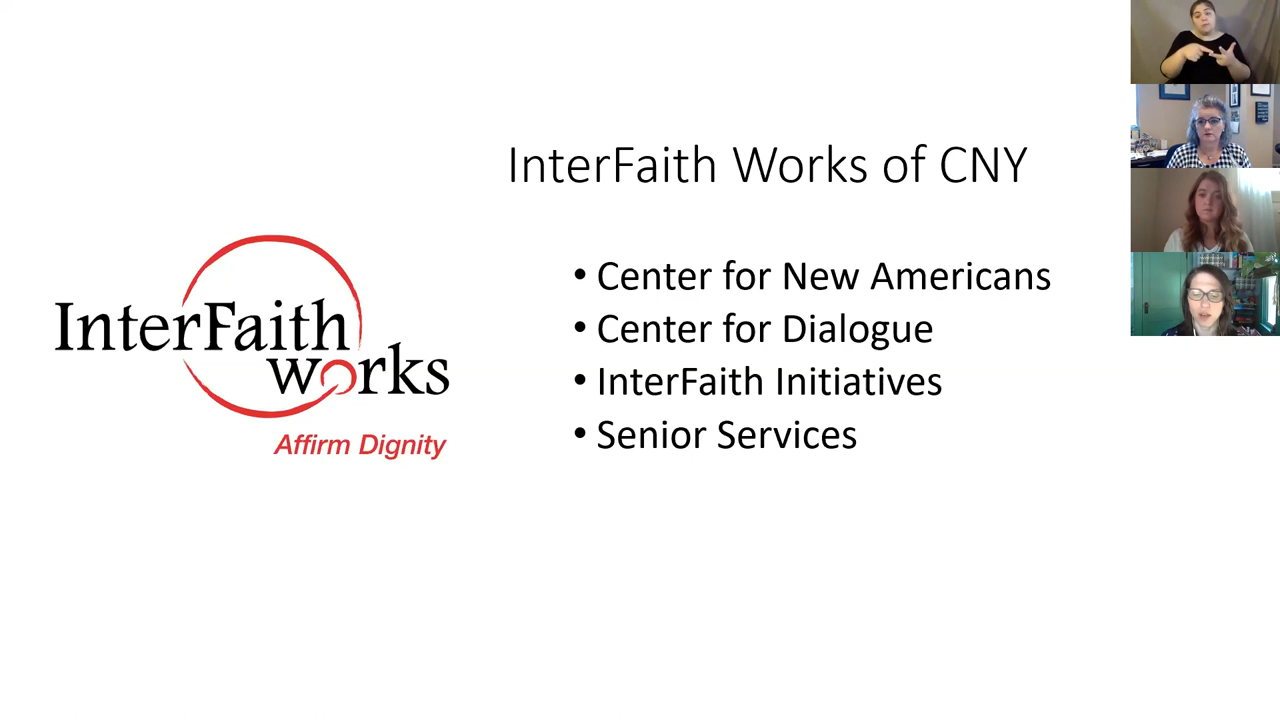 InterFaith Works of CNY
InterFaith
works
Affirm Dignity
• Center for New Americans
• Center for Dialogue
• InterFaith Initiatives
• Senior Services